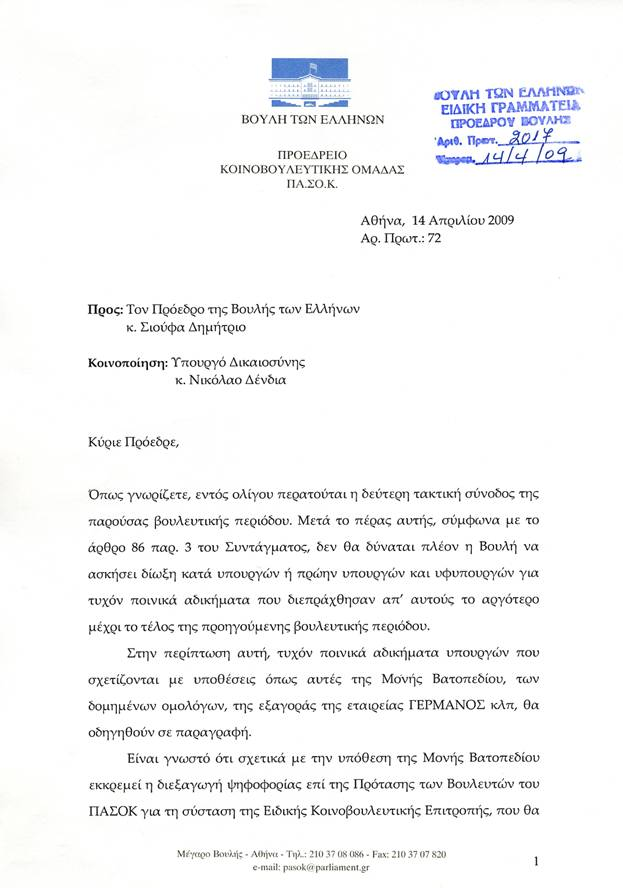 ΒΟΥΛΗ ΤΩΝ ΕΛΛΗΝΩΝ
ΠΡΟΕΔΡΕΙΟ
ΚΟΙΝΟΒΟΥΛΕΥΤΙΚΗΣ ΟΜΑΔΑΣ
ΠΑ.ΣΟ.Κ.
ΒΟΥΛΗ ΤΩΝ ΕΛΛΗΝΩΝ
ΕΙΔΙΚΗ ΓΡΑΜΜΑΤΕΙΑ
ΠΡΟΕΔΡΟΥ ΒΟΥΛΗΣ
Αριθ. Πρωτ. 2017
14/4/09
Αθήνα, 14 Απριλίου 2009
Αρ. Πρωτ.: 72
Προς: Τον Πρόεδρο της Βουλής των Ελλήνων
κ. Σιούφα Δημήτριο
Κοινοποίηση: Υπουργό Δικαιοσύνης
κ. Νικόλαο Δένδια
Κύριε Πρόεδρε,
Όπως γνωρίζετε, εντός ολίγου περατούται η δεύτερη τακτική σύνοδος της
παρούσας βουλευτικής περιόδου. Μετά το πέρας αυτής, σύμφωνα με το
άρθρο 86 παρ. 3 του Συντάγματος, δεν θα δύναται πλέον η Βουλή να
ασκήσει δίωξη κατά υπουργών ή πρώην υπουργών και υφυπουργών για
τυχόν ποινικά αδικήματα που διεπράχθησαν απ’ αυτούς το αργότερο
μέχρι το τέλος της προηγούμενης βουλευτικής περιόδου.
Στην περίπτωση αυτή, τυχόν ποινικά αδικήματα υπουργών που
σχετίζονται με υποθέσεις όπως αυτές της Μονής Βατοπεδίου, των
δομημένων ομολόγων, της εξαγοράς της εταιρείας ΓΕΡΜΑΝΟΣ κλπ, θα
οδηγηθούν σε παραγραφή.
Είναι γνωστό ότι σχετικά με την υπόθεση της Μονής Βατοπεδίου
εκκρεμεί η διεξαγωγή ψηφοφορίας επί της Πρότασης των Βουλευτών του
ΠΑΣΟΚ για τη σύσταση της Ειδικής Κοινοβουλευτικής Επιτροπής, που θα
Μέγαρο Βουλής - Αθήνα - Τηλ.: 210 37 08 086 - Fax: 210 37 07 820
e-mail: pasok@parliament.gr
1